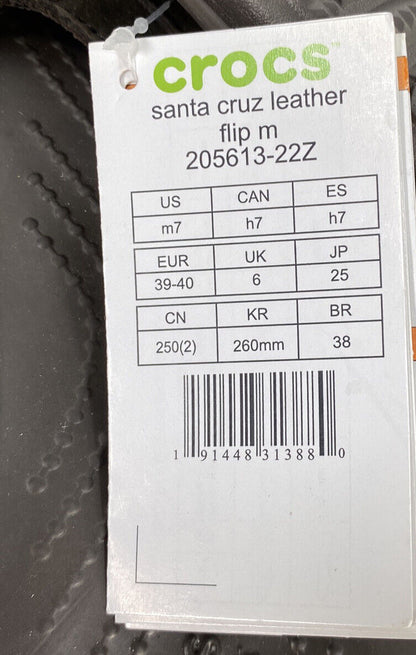 crocs™
santa cruz leather
flip m
205613-22Z
US CAN ES
m7 h7 h7
EUR UK JP
39-40 6 25
CN KR BR
250(2) 260mm 38
1 91448 31388 0